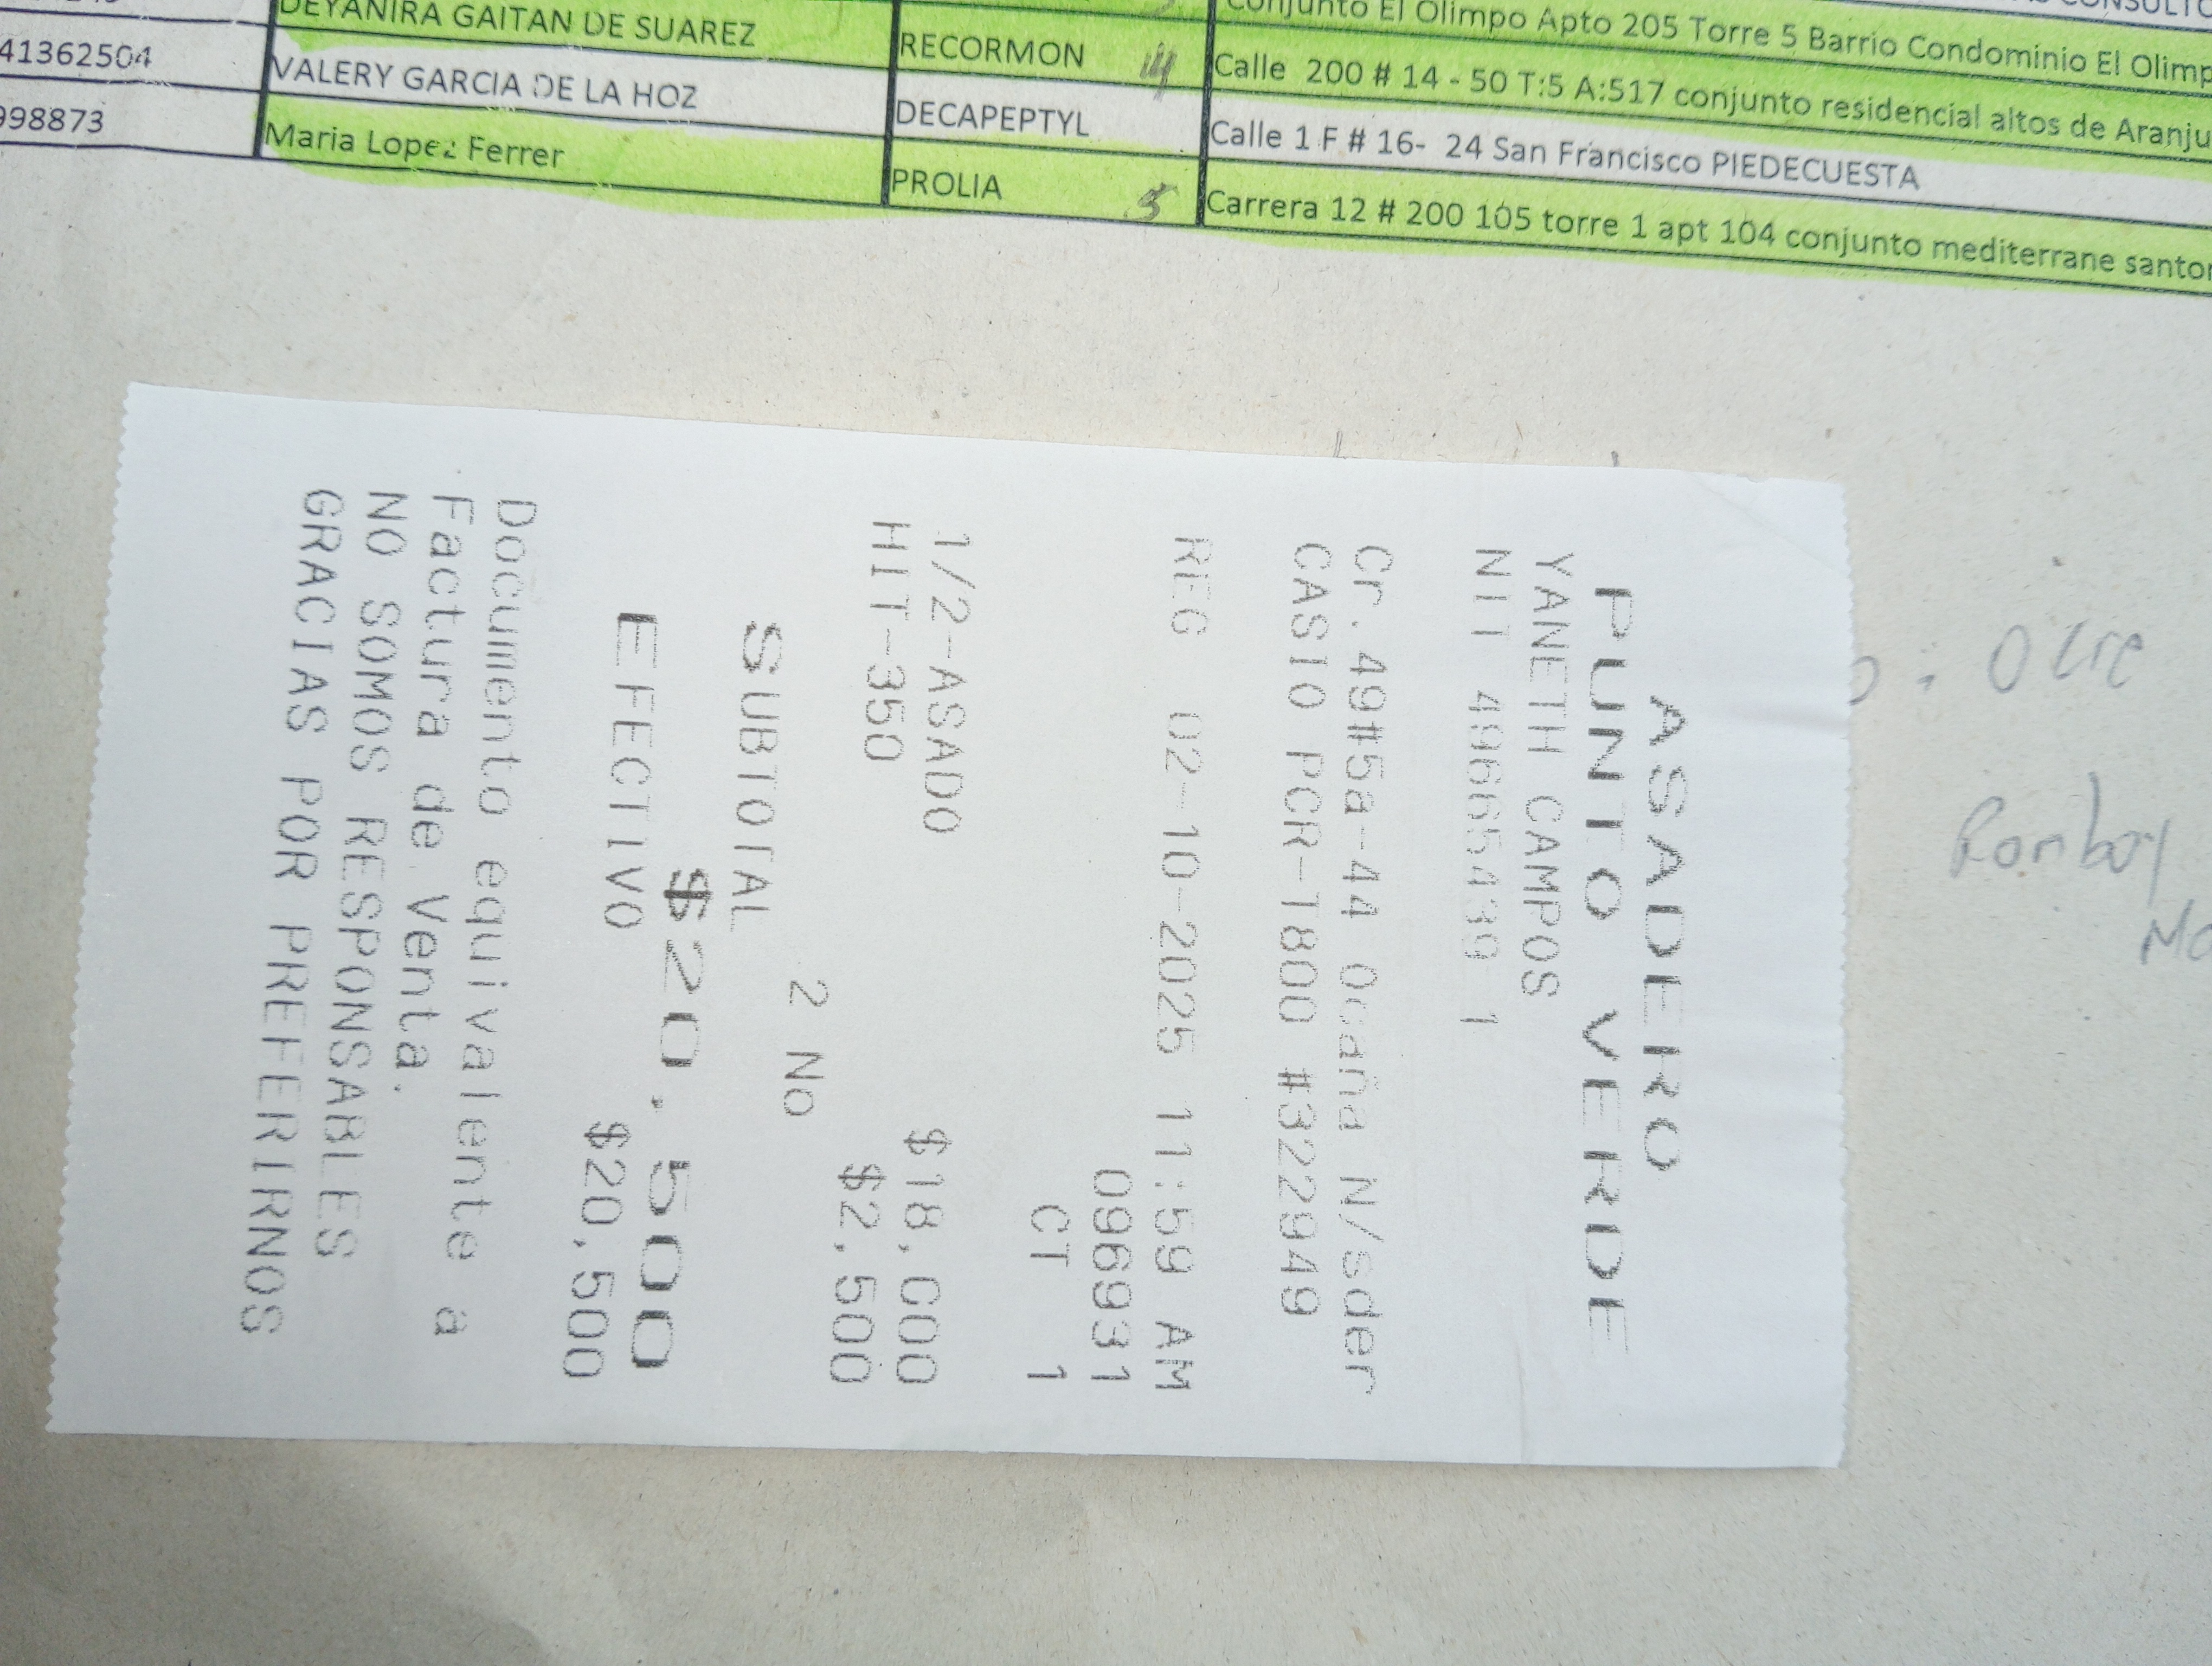 DEYANIRA GAITAN DE SUAREZ
Conjunto El Olimpo Apto 205 Torre 5 Barrio Condominio El Olimp
41362504 VALERY GARCIA DE LA HOZ RECORMON Calle 200 # 14 - 50 T:5 A:517 conjunto residencial altos de Aranju
998873 Maria Lopez Ferrer DECAPEPTYL Calle 1 F # 16- 24 San Francisco PIEDECUESTA
PROLIA 5 Carrera 12 # 200 105 torre 1 apt 104 conjunto mediterrane santor
ASADERO
PUNTO VERDE
YANETH CAMPOS
NIT 49665439 1
Cr.49#5a-44 Ocaña N/sder
CASIO PCR-T800 #322949
REG 02-10-2025 11:59 AM
096931
CT 1
1/2-ASADO $18,000
HIT-350 $2,500
2 No
SUBTOTAL
$20.500
EFECTIVO $20,500
Documento equivalente a
Factura de Venta.
NO SOMOS RESPONSABLES
GRACIAS POR PREFERIRNOS